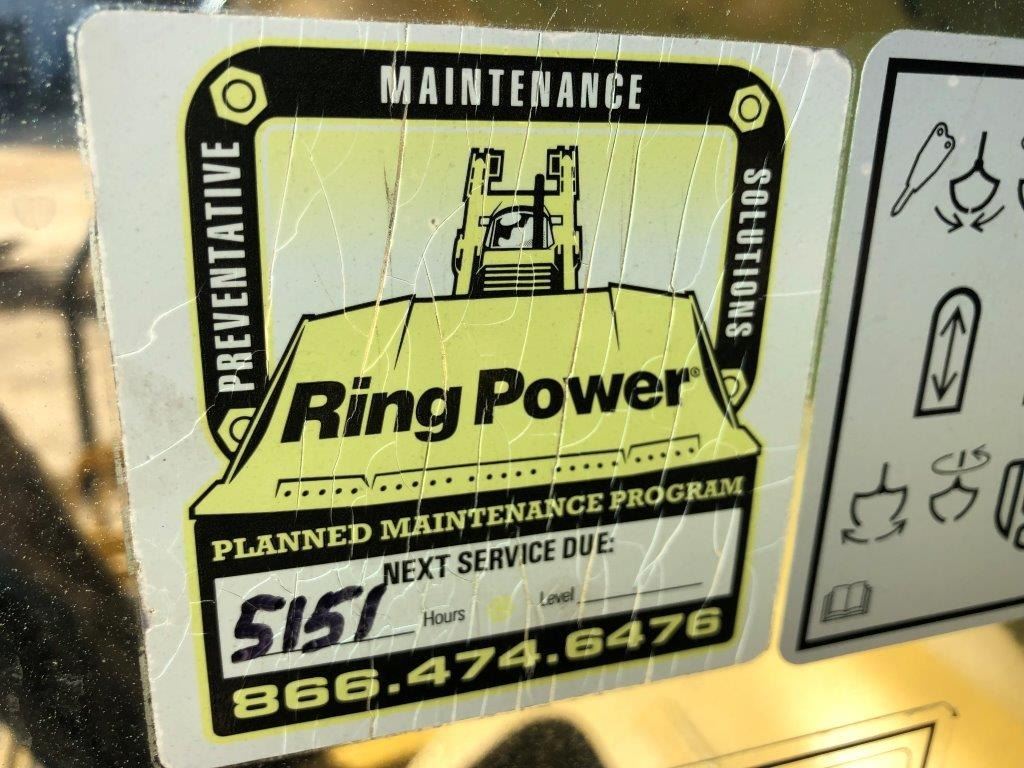 MAINTENANCE
PREVENTATIVE
SOLUTIONS
Ring Power®
PLANNED MAINTENANCE PROGRAM
NEXT SERVICE DUE:
5151 Hours Level
866.474.6476